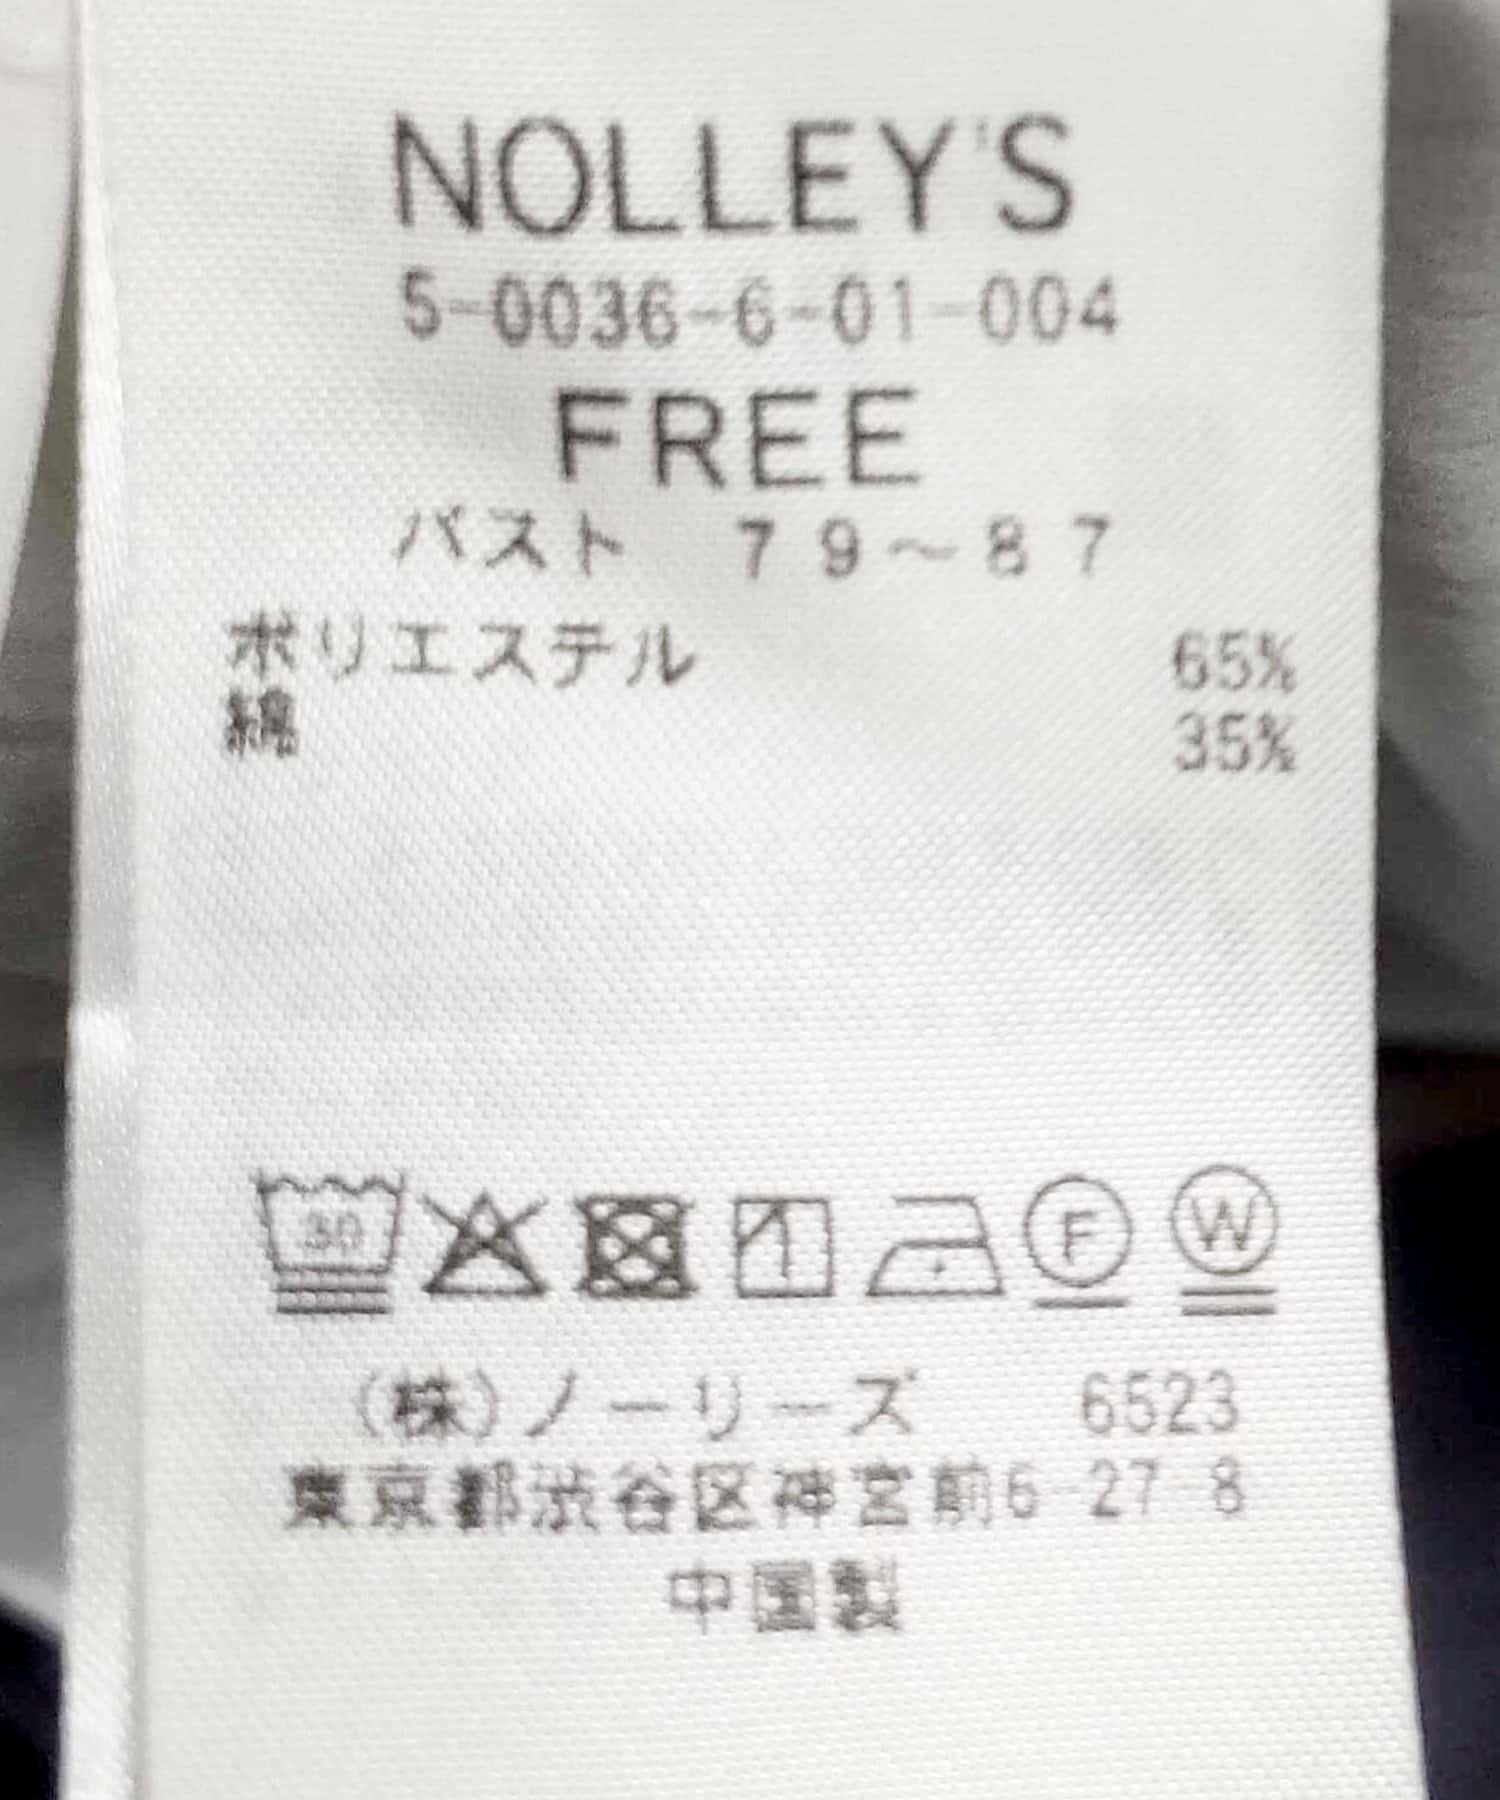 NOLLEY'S
5-0036-6-01-004
FREE
バスト 79～87
ポリエステル 65%
綿 35%
30
F W
(株)ノーリーズ 6523
東京都渋谷区神宮前6-27-8
中国製